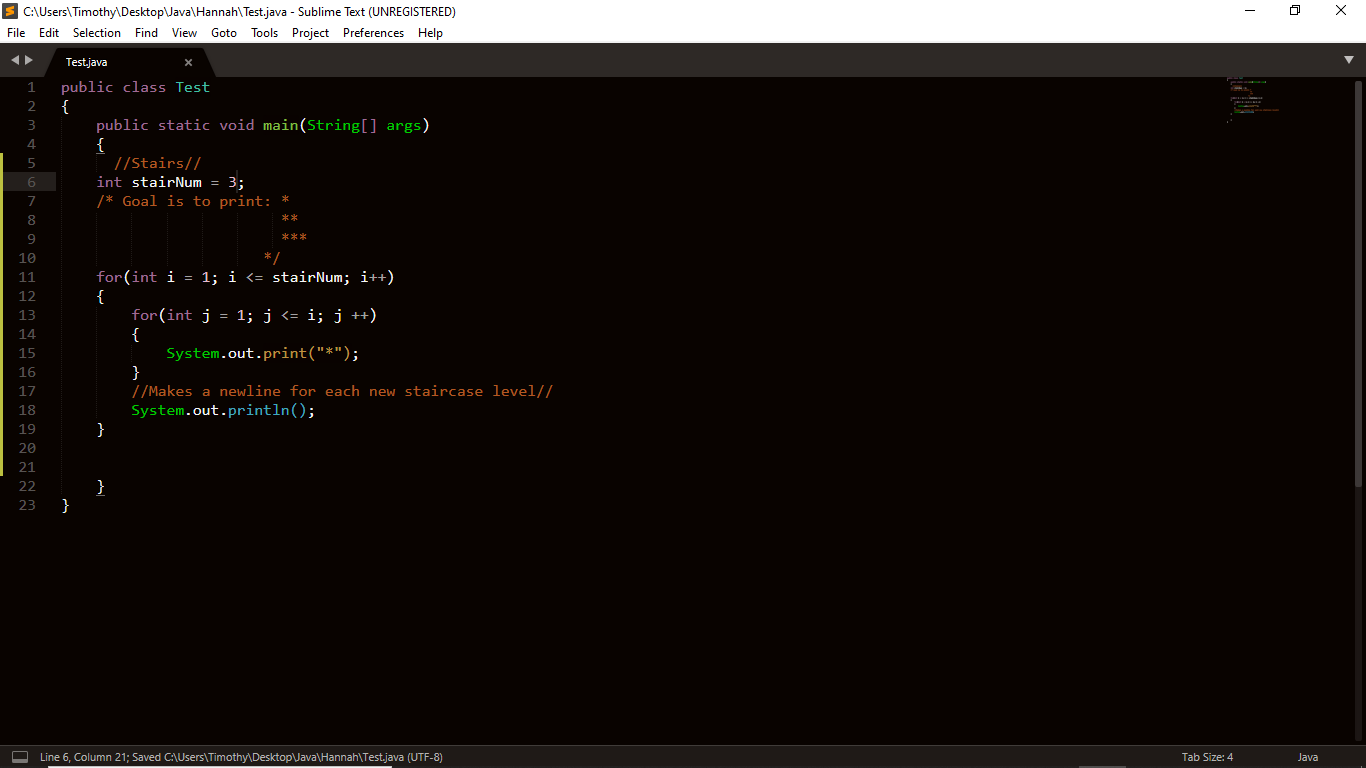 C:\Users\Timothy\Desktop\Java\Hannah\Test.java - Sublime Text (UNREGISTERED)
File Edit Selection Find View Goto Tools Project Preferences Help
Test.java
1 public class Test
2 {
3     public static void main(String[] args)
4     {
5       //Stairs//
6     int stairNum = 3;
7     /* Goal is to print: *
8                          **
9                          ***
10                        */
11     for(int i = 1; i <= stairNum; i++)
12     {
13         for(int j = 1; j <= i; j ++)
14         {
15             System.out.print("*");
16         }
17         //Makes a newline for each new staircase level//
18         System.out.println();
19     }
20
21
22     }
23 }
Line 6, Column 21; Saved C:\Users\Timothy\Desktop\Java\Hannah\Test.java (UTF-8) Tab Size: 4 Java